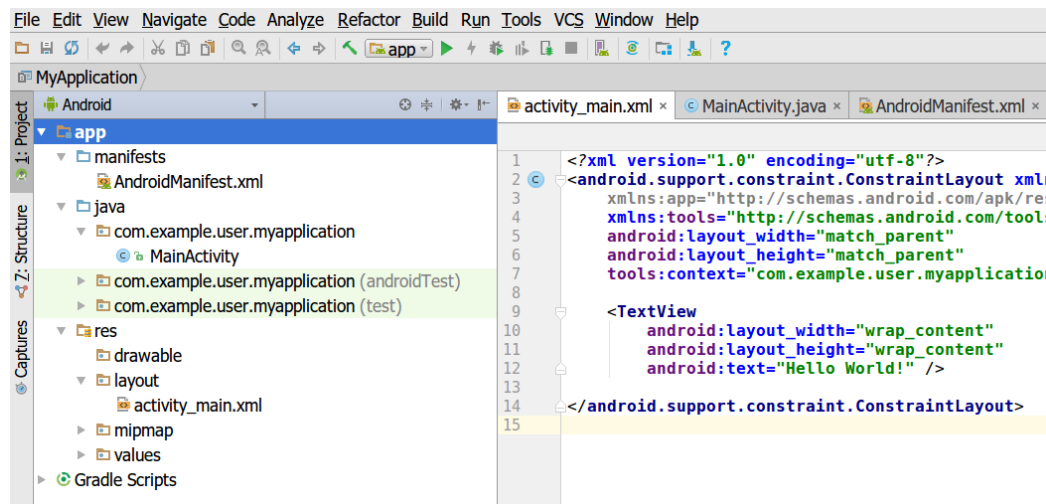 File Edit View Navigate Code Analyze Refactor Build Run Tools VCS Window Help
app
MyApplication
Android
activity_main.xml × MainActivity.java × AndroidManifest.xml ×
1: Project
7: Structure
Captures
app
manifests
AndroidManifest.xml
java
com.example.user.myapplication
MainActivity
com.example.user.myapplication (androidTest)
com.example.user.myapplication (test)
res
drawable
layout
activity_main.xml
mipmap
values
Gradle Scripts
1 <?xml version="1.0" encoding="utf-8"?>
2 <android.support.constraint.ConstraintLayout xml
3 xmlns:app="http://schemas.android.com/apk/re
4 xmlns:tools="http://schemas.android.com/tool
5 android:layout_width="match_parent"
6 android:layout_height="match_parent"
7 tools:context="com.example.user.myapplication
8
9 <TextView
10 android:layout_width="wrap_content"
11 android:layout_height="wrap_content"
12 android:text="Hello World!" />
13
14 </android.support.constraint.ConstraintLayout>
15